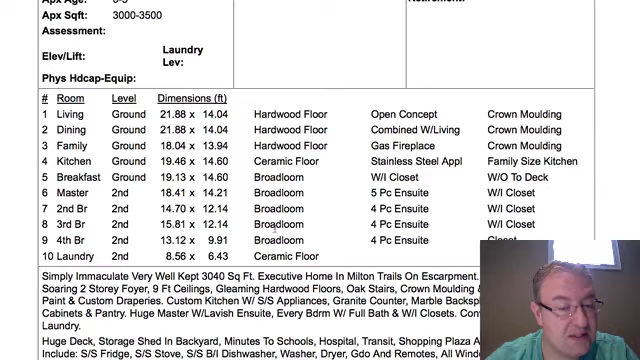 Apx Age: 0-5
Apx Sqft: 3000-3500
Assessment:
Elev/Lift: Laundry Lev:
Phys Hdcap-Equip:
# Room Level Dimensions (ft)
1 Living Ground 21.88 x 14.04 Hardwood Floor Open Concept Crown Moulding
2 Dining Ground 21.88 x 14.04 Hardwood Floor Combined W/Living Crown Moulding
3 Family Ground 18.04 x 13.94 Hardwood Floor Gas Fireplace Crown Moulding
4 Kitchen Ground 19.46 x 14.60 Ceramic Floor Stainless Steel Appl Family Size Kitchen
5 Breakfast Ground 19.13 x 14.60 Broadloom W/I Closet W/O To Deck
6 Master 2nd 18.41 x 14.21 Broadloom 5 Pc Ensuite W/I Closet
7 2nd Br 2nd 14.70 x 12.14 Broadloom 4 Pc Ensuite W/I Closet
8 3rd Br 2nd 15.81 x 12.14 Broadloom 4 Pc Ensuite W/I Closet
9 4th Br 2nd 13.12 x 9.91 Broadloom 4 Pc Ensuite Closet
10 Laundry 2nd 8.56 x 6.43 Ceramic Floor
Simply Immaculate Very Well Kept 3040 Sq Ft. Executive Home In Milton Trails On Escarpment.
Soaring 2 Storey Foyer, 9 Ft Ceilings, Gleaming Hardwood Floors, Oak Stairs, Crown Moulding &
Paint & Custom Draperies. Custom Kitchen W/ S/S Appliances, Granite Counter, Marble
Cabinets & Pantry. Huge Master W/Lavish Ensuite, Every Bdrm W/ Full Bath & W/I Closets.
Laundry.
Huge Deck, Storage Shed In Backyard, Minutes To Schools, Hospital, Transit, Shopping Plaza
Include: S/S Fridge, S/S Stove, S/S B/I Dishwasher, Washer, Dryer, Gdo And Remotes, All